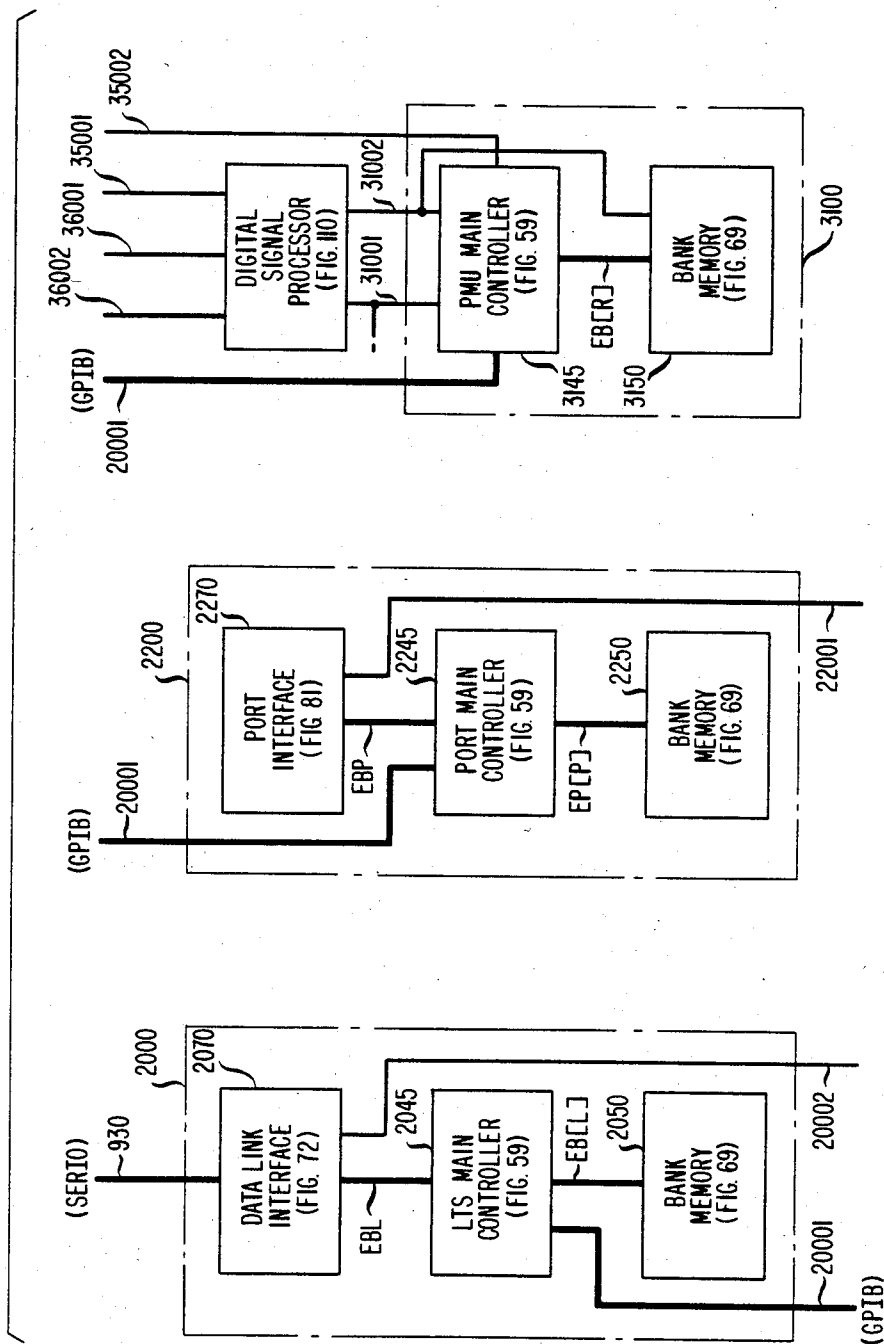 (SERIO)
930
2000
2070
DATA LINK
INTERFACE
(FIG. 72)
EBL
2045
LTS MAIN
CONTROLLER
(FIG. 59)
EB[L]
2050
BANK
MEMORY
(FIG. 69)
20001
(GPIB)
20002
(GPIB)
20001
2200
2270
PORT
INTERFACE
(FIG 81)
EBP
2245
PORT MAIN
CONTROLLER
(FIG. 59)
EP[P]
2250
BANK
MEMORY
(FIG. 69)
22001
(GPIB)
20001
36002
36001
35001
35002
DIGITAL
SIGNAL
PROCESSOR
(FIG. 110)
31001
31002
PMU MAIN
CONTROLLER
(FIG. 59)
3145
EB[R]
BANK
MEMORY
(FIG. 69)
3150
3100